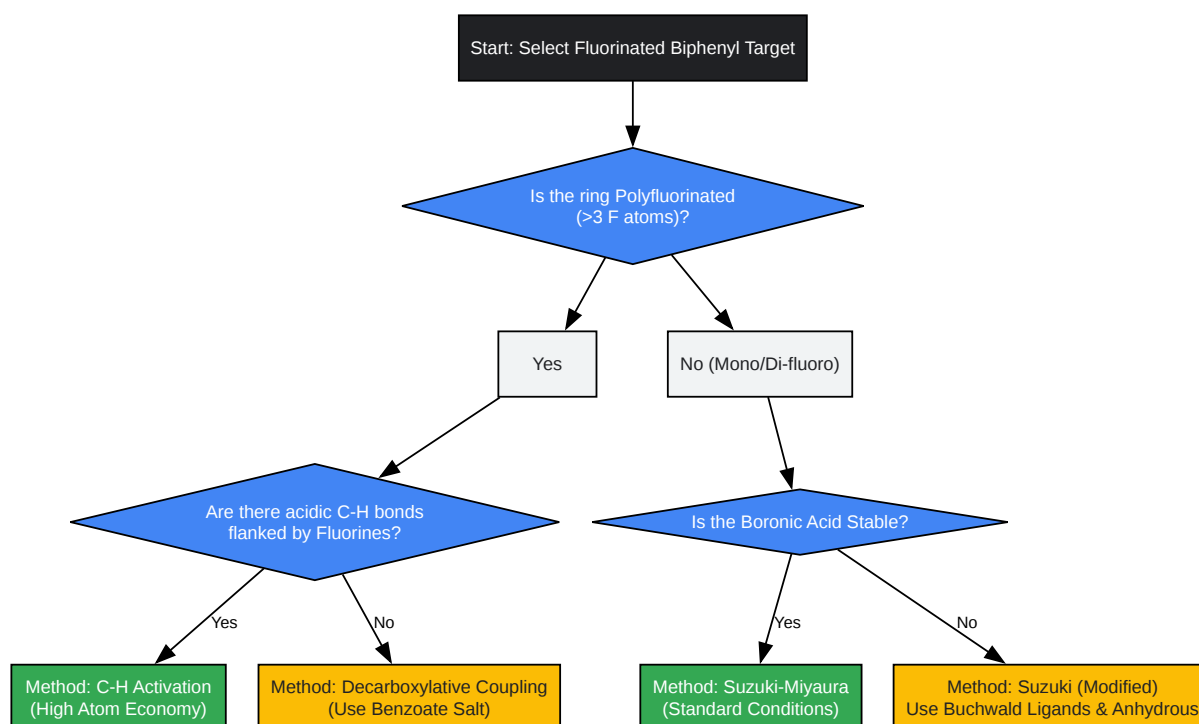 Start: Select Fluorinated Biphenyl Target
Is the ring Polyfluorinated
(>3 F atoms)?
Yes
No (Mono/Di-fluoro)
Are there acidic C-H bonds
flanked by Fluorines?
Is the Boronic Acid Stable?
Yes
No
Yes
No
Method: C-H Activation
(High Atom Economy)
Method: Decarboxylative Coupling
(Use Benzoate Salt)
Method: Suzuki-Miyaura
(Standard Conditions)
Method: Suzuki (Modified)
Use Buchwald Ligands & Anhydrous